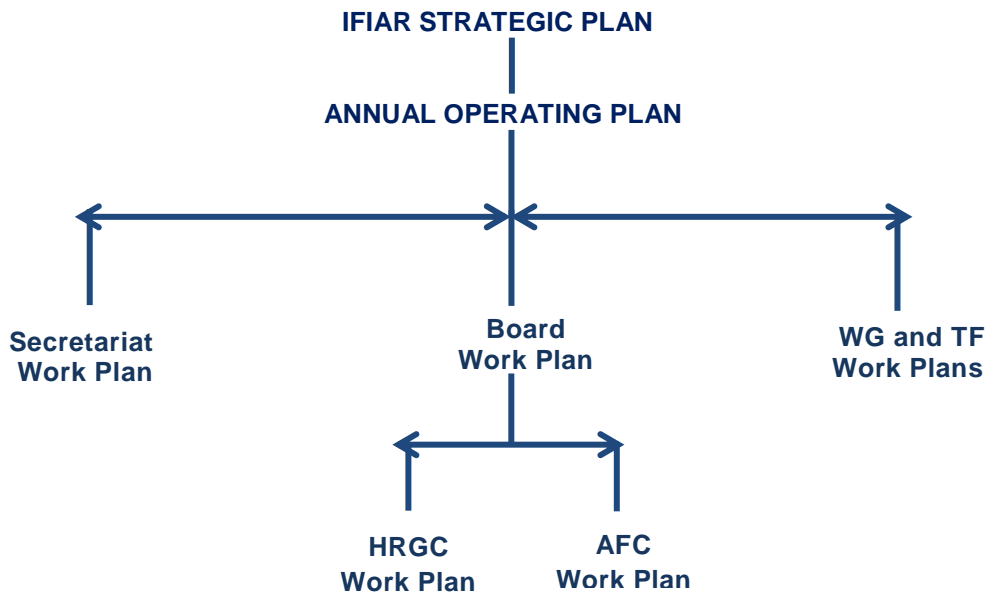 IFIAR STRATEGIC PLAN
ANNUAL OPERATING PLAN
Secretariat
Work Plan
Board
Work Plan
WG and TF
Work Plans
HRGC
Work Plan
AFC
Work Plan